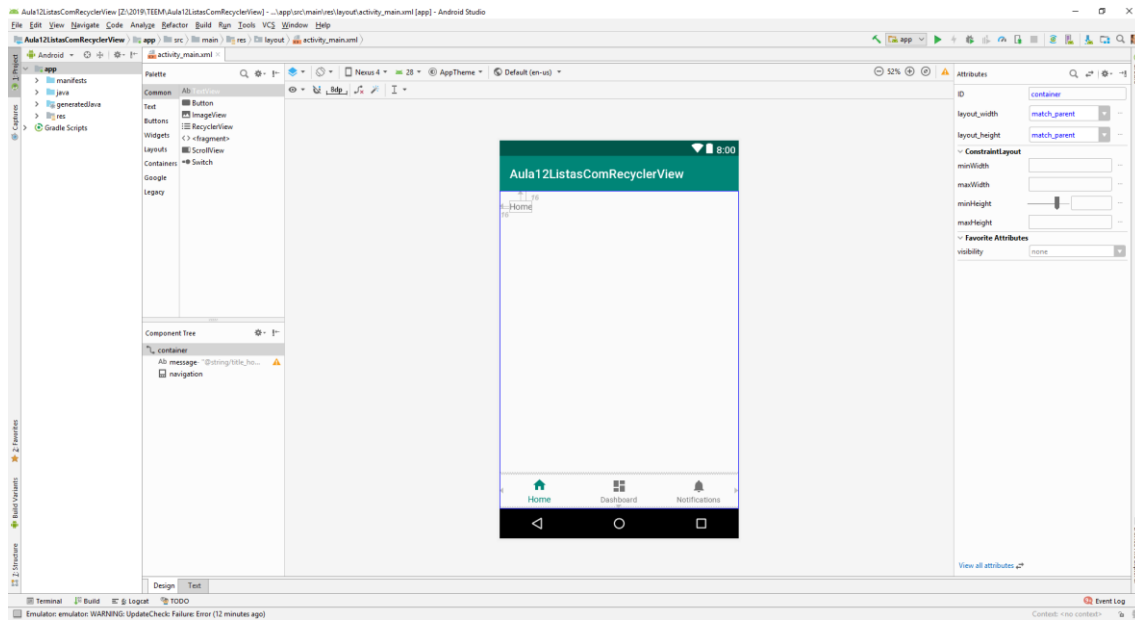 Aula12ListasComRecyclerView [Z:\2019\TEEM\Aula12ListasComRecyclerView] - ...\app\src\main\res\layout\activity_main.xml [app] - Android Studio
File Edit View Navigate Code Analyze Refactor Build Run Tools VCS Window Help
Aula12ListasComRecyclerView app src main res layout activity_main.xml
app
1: Project
Captures
2: Favorites
Build Variants
Z: Structure
Android
app
manifests
java
generatedJava
res
Gradle Scripts
activity_main.xml
Palette
Common
Text
Buttons
Widgets
Layouts
Containers
Google
Legacy
Ab TextView
Button
ImageView
RecyclerView
<> <fragment>
ScrollView
Switch
Component Tree
container
Ab message- "@string/title_ho...
navigation
Nexus 4 28 AppTheme Default (en-us)
52%
8dp
8:00
Aula12ListasComRecyclerView
16
Home
16
Home
Dashboard
Notifications
Attributes
ID container
layout_width match_parent
layout_height match_parent
ConstraintLayout
minWidth
maxWidth
minHeight
maxHeight
Favorite Attributes
visibility none
View all attributes
Design Text
Terminal Build 6: Logcat TODO
Event Log
Emulator: emulator: WARNING: UpdateCheck: Failure: Error (12 minutes ago)
Context: <no context>